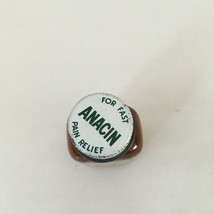 FOR FAST
ANACIN
PAIN RELIEF